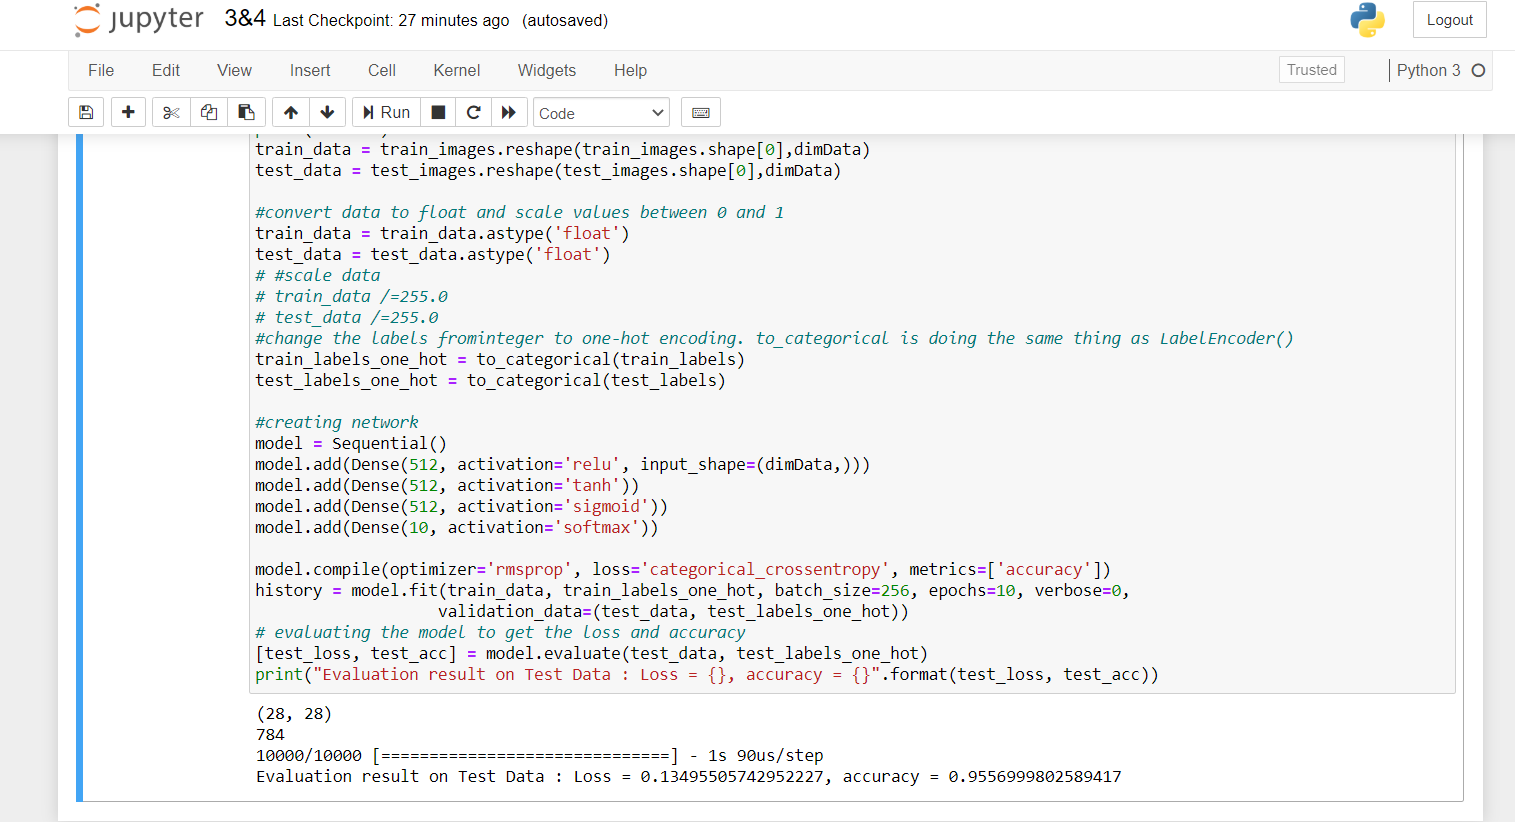 jupyter 3&4 Last Checkpoint: 27 minutes ago (autosaved) Logout
File Edit View Insert Cell Kernel Widgets Help Trusted Python 3
Run Code
train_data = train_images.reshape(train_images.shape[0],dimData)
test_data = test_images.reshape(test_images.shape[0],dimData)
#convert data to float and scale values between 0 and 1
train_data = train_data.astype('float')
test_data = test_data.astype('float')
# #scale data
# train_data /=255.0
# test_data /=255.0
#change the labels frominteger to one-hot encoding. to_categorical is doing the same thing as LabelEncoder()
train_labels_one_hot = to_categorical(train_labels)
test_labels_one_hot = to_categorical(test_labels)
#creating network
model = Sequential()
model.add(Dense(512, activation='relu', input_shape=(dimData,)))
model.add(Dense(512, activation='tanh'))
model.add(Dense(512, activation='sigmoid'))
model.add(Dense(10, activation='softmax'))
model.compile(optimizer='rmsprop', loss='categorical_crossentropy', metrics=['accuracy'])
history = model.fit(train_data, train_labels_one_hot, batch_size=256, epochs=10, verbose=0,
validation_data=(test_data, test_labels_one_hot))
# evaluating the model to get the loss and accuracy
[test_loss, test_acc] = model.evaluate(test_data, test_labels_one_hot)
print("Evaluation result on Test Data : Loss = {}, accuracy = {}".format(test_loss, test_acc))
(28, 28)
784
10000/10000 [==============================] - 1s 90us/step
Evaluation result on Test Data : Loss = 0.13495505742952227, accuracy = 0.9556999802589417